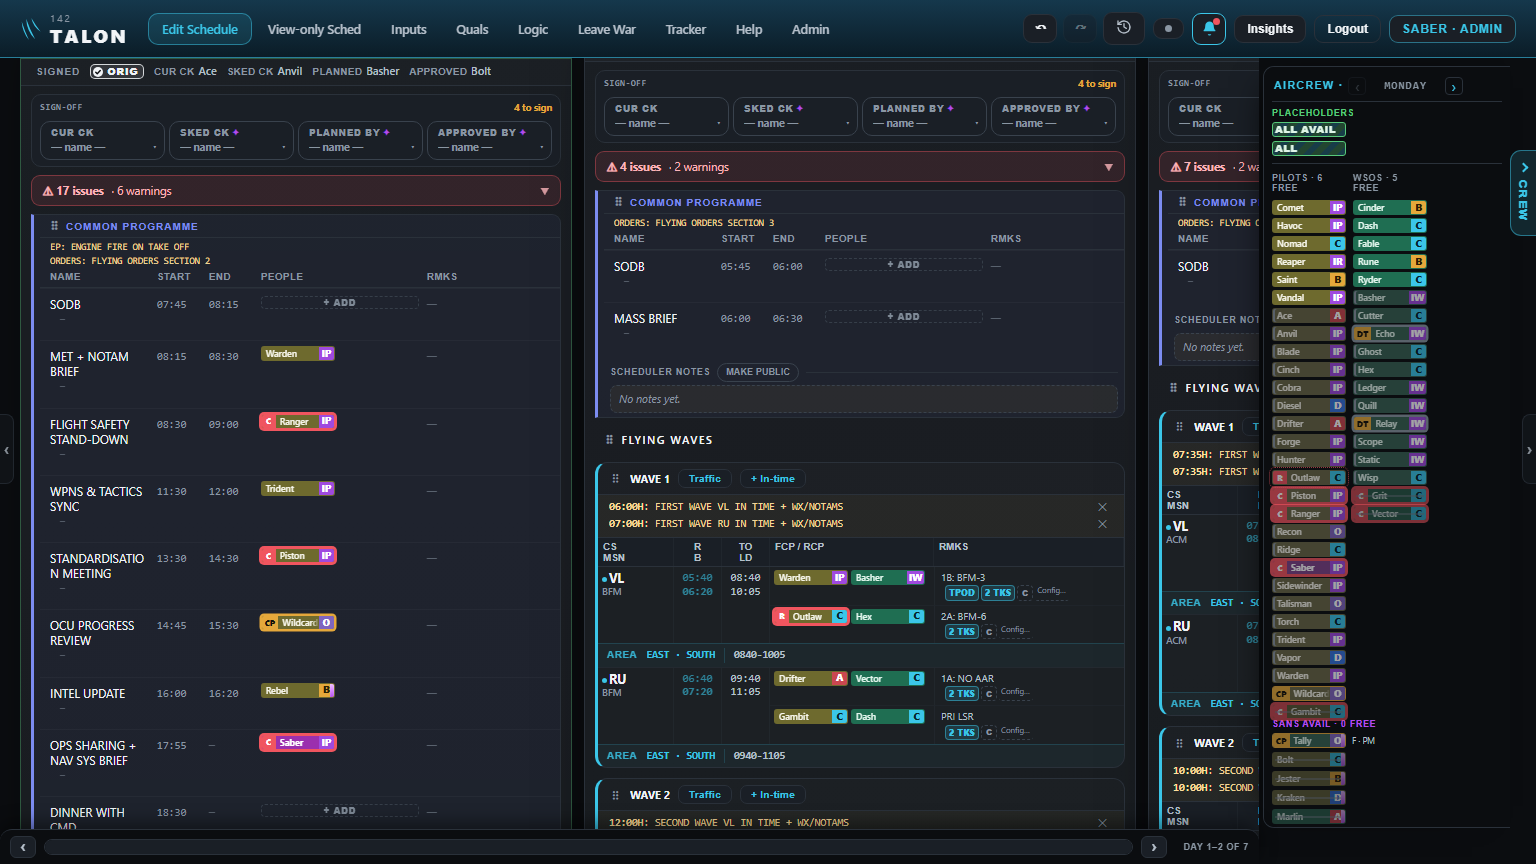 142
TALON
Edit Schedule
View-only Sched
Inputs
Quals
Logic
Leave War
Tracker
Help
Admin
Insights
Logout
SABER · ADMIN
SIGNED ORIG CUR CK Ace SKED CK Anvil PLANNED Basher APPROVED Bolt
SIGN-OFF 4 to sign
CUR CK
— name —
SKED CK
— name —
PLANNED BY
— name —
APPROVED BY
— name —
17 issues · 6 warnings
COMMON PROGRAMME
EP: ENGINE FIRE ON TAKE OFF
ORDERS: FLYING ORDERS SECTION 2
NAME START END PEOPLE RMKS
SODB 07:45 08:15 + ADD —
—
MET + NOTAM BRIEF 08:15 08:30 Warden IP —
—
FLIGHT SAFETY STAND-DOWN 08:30 09:00 C Ranger IP —
—
WPNS & TACTICS SYNC 11:30 12:00 Trident IP —
—
STANDARDISATIO
N MEETING 13:30 14:30 C Piston IP —
—
OCU PROGRESS REVIEW 14:45 15:30 CP Wildcard O —
—
INTEL UPDATE 16:00 16:20 Rebel B —
—
OPS SHARING + NAV SYS BRIEF 17:55 — C Saber IP —
—
DINNER WITH CMD 18:30 — + ADD —
SIGN-OFF 4 to sign
CUR CK
— name —
SKED CK
— name —
PLANNED BY
— name —
APPROVED BY
— name —
4 issues · 2 warnings
COMMON PROGRAMME
ORDERS: FLYING ORDERS SECTION 3
NAME START END PEOPLE RMKS
SODB 05:45 06:00 + ADD —
—
MASS BRIEF 06:00 06:30 + ADD —
—
SCHEDULER NOTES MAKE PUBLIC
No notes yet.
FLYING WAVES
WAVE 1 Traffic + In-time
06:00H: FIRST WAVE VL IN TIME + WX/NOTAMS
07:00H: FIRST WAVE RU IN TIME + WX/NOTAMS
CS R TO FCP / RCP RMKS
MSN B LD
VL 05:40 08:40 Warden IP Basher IW 1B: BFM-3
BFM 06:20 10:05 TPOD 2 TKS C Config...
R Outlaw C Hex C 2A: BFM-6
2 TKS C Config...
AREA EAST · SOUTH 0840-1005
RU 06:40 09:40 Drifter A Vector C 1A: NO AAR
BFM 07:20 11:05 2 TKS C Config...
Gambit C Dash C PRI LSR
2 TKS C Config...
AREA EAST · SOUTH 0940-1105
WAVE 2 Traffic + In-time
12:00H: SECOND WAVE VL IN TIME + WX/NOTAMS
SIGN-OFF
CUR CK
— name —
7 issues · 2 wa
COMMON P
ORDERS: FLYING O
NAME
SODB
—
SCHEDULER NOT
No notes yet.
FLYING WAV
WAVE 1 T
07:35H: FIRST W
07:35H: FIRST W
CS
MSN
VL 07
ACM 08
AREA EAST · SO
RU 07
ACM 08
AREA EAST · SO
WAVE 2 T
10:00H: SECOND
10:00H: SECOND
CS
MSN
AIRCREW · MONDAY
PLACEHOLDERS
ALL AVAIL
ALL
PILOTS · 6 FREE WSOS · 5 FREE
Comet IP Cinder B
Havoc IP Dash C
Nomad C Fable C
Reaper IR Rune B
Saint B Ryder C
Vandal IP Basher IW
Ace A Cutter C
Anvil IP DT Echo IW
Blade IP Ghost C
Cinch IP Hex C
Cobra IP Ledger IW
Diesel D Quill IW
Drifter A DT Relay IW
Forge IP Scope IW
Hunter IP Static IW
R Outlaw C Wisp C
C Piston IP C Grit C
C Ranger IP C Vector C
Recon O
Ridge C
C Saber IP
Sidewinder IP
Talisman O
Torch C
Trident IP
Vapor D
Warden IP
CP Wildcard O
C Gambit C
SANS AVAIL · 0 FREE
CP Tally O F · PM
Bolt C
Jester B
Kraken D
Marlin A
CREW
DAY 1–2 OF 7